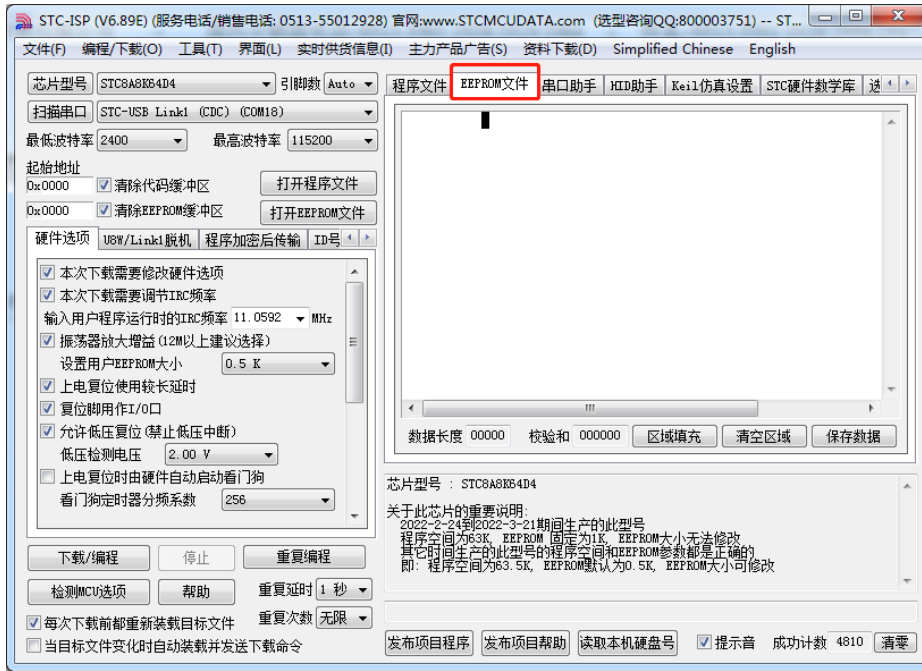 STC-ISP (V6.89E) (服务电话/销售电话: 0513-55012928) 官网:www.STCMCUDATA.com (选型咨询QQ:800003751) -- ST...
文件(F) 编程/下载(O) 工具(T) 界面(L) 实时供货信息(I) 主力产品广告(S) 资料下载(D) Simplified Chinese English
芯片型号 STC8A8K64D4 引脚数 Auto
扫描串口 STC-USB Link1 (CDC) (COM18)
最低波特率 2400 最高波特率 115200
起始地址
0x0000 清除代码缓冲区 打开程序文件
0x0000 清除EEPROM缓冲区 打开EEPROM文件
硬件选项 U8W/Link1脱机 程序加密后传输 ID号
本次下载需要修改硬件选项
本次下载需要调节IRC频率
输入用户程序运行时的IRC频率 11.0592 MHz
振荡器放大增益(12M以上建议选择)
设置用户EEPROM大小 0.5 K
上电复位使用较长延时
复位脚用作I/O口
允许低压复位(禁止低压中断)
低压检测电压 2.00 V
上电复位时由硬件自动启动看门狗
看门狗定时器分频系数 256
下载/编程 停止 重复编程
检测MCU选项 帮助 重复延时 1 秒
每次下载前都重新装载目标文件 重复次数 无限
当目标文件变化时自动装载并发送下载命令
程序文件 EEPROM文件 串口助手 HID助手 Keil仿真设置 STC硬件数学库 选
数据长度 00000 校验和 000000 区域填充 清空区域 保存数据
芯片型号 : STC8A8K64D4
关于此芯片的重要说明:
2022-2-24到2022-3-21期间生产的此型号
程序空间为63K, EEPROM 固定为1K, EEPROM大小无法修改
其它时间生产的此型号的程序空间和EEPROM参数都是正确的
即: 程序空间为63.5K, EEPROM默认为0.5K, EEPROM大小可修改
发布项目程序 发布项目帮助 读取本机硬盘号 提示音 成功计数 4810 清零